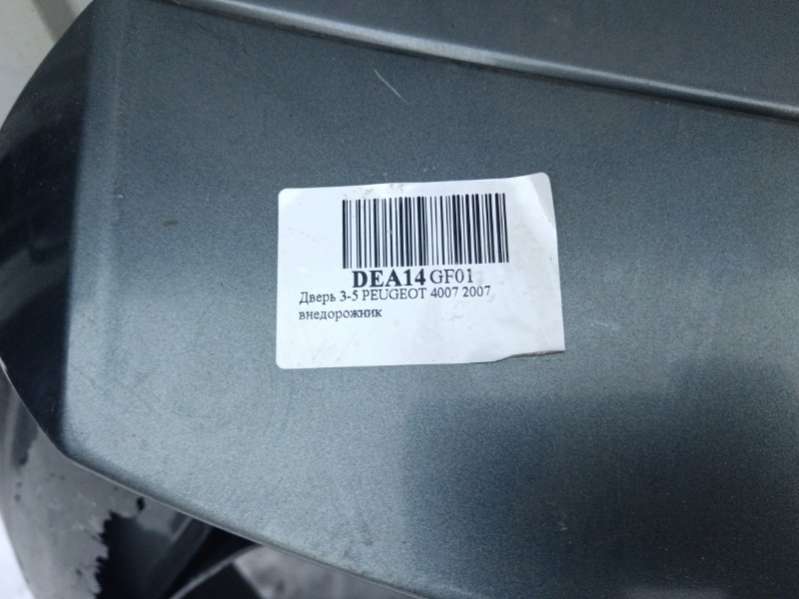 DEA14 GF01
Дверь 3-5 PEUGEOT 4007 2007
внедорожник